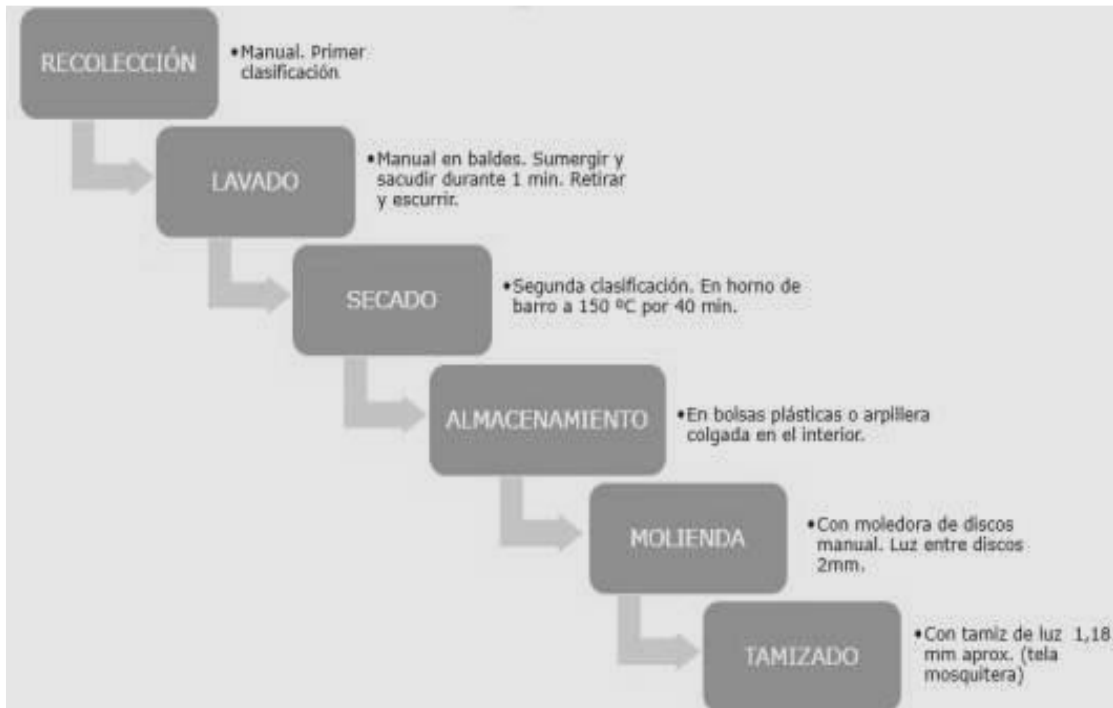 RECOLECCIÓN
•Manual. Primer
clasificación
LAVADO
•Manual en baldes. Sumergir y
sacudir durante 1 min. Retirar
y escurrir.
SECADO
•Segunda clasificación. En horno de
barro a 150 ºC por 40 min.
ALMACENAMIENTO
•En bolsas plásticas o arpillera
colgada en el interior.
MOLIENDA
•Con moledora de discos
manual. Luz entre discos
2mm.
TAMIZADO
•Con tamiz de luz 1,18
mm aprox. (tela
mosquitera)